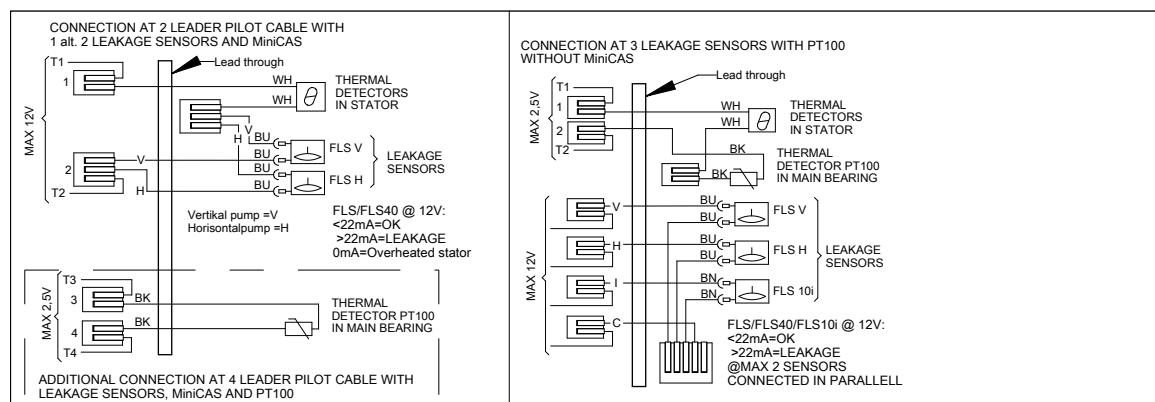 CONNECTION AT 2 LEADER PILOT CABLE WITH
1 alt. 2 LEAKAGE SENSORS AND MiniCAS
T1
Lead through
1
WH
WH
THERMAL
DETECTORS
IN STATOR
MAX 12V
V
H
BU
FLS V
V
BU
2
BU
FLS H
LEAKAGE
SENSORS
T2
H
BU
Vertikal pump =V
Horisontalpump =H
FLS/FLS40 @ 12V:
<22mA=OK
>22mA=LEAKAGE
0mA=Overheated stator
MAX 2,5V
T3
3
BK
THERMAL
DETECTOR PT100
IN MAIN BEARING
4
BK
T4
ADDITIONAL CONNECTION AT 4 LEADER PILOT CABLE WITH
LEAKAGE SENSORS, MiniCAS AND PT100
CONNECTION AT 3 LEAKAGE SENSORS WITH PT100
WITHOUT MiniCAS
Lead through
MAX 2,5V
T1
1
WH
WH
THERMAL
DETECTORS
IN STATOR
2
T2
BK
BK
THERMAL
DETECTOR PT100
IN MAIN BEARING
MAX 12V
V
BU
BU
FLS V
H
BU
BU
FLS H
LEAKAGE
SENSORS
I
BN
BN
FLS 10i
C
FLS/FLS40/FLS10i @ 12V:
<22mA=OK
>22mA=LEAKAGE
@MAX 2 SENSORS
CONNECTED IN PARALLELL